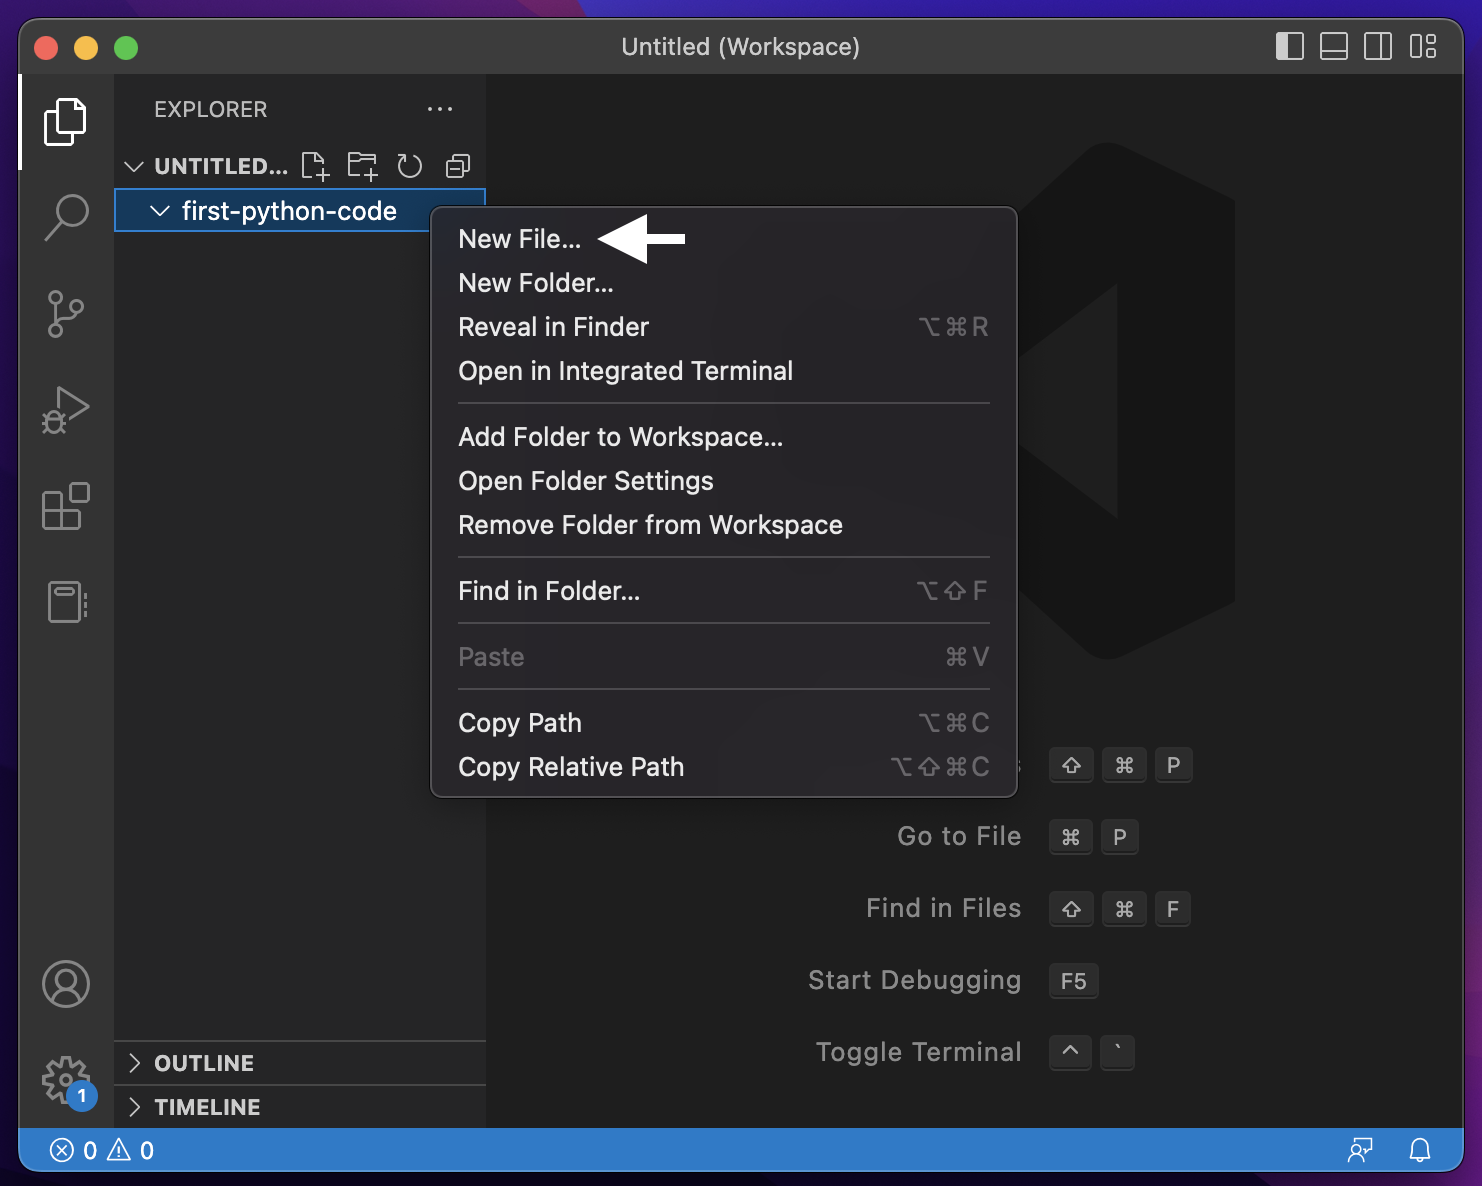 Untitled (Workspace)
EXPLORER
UNTITLED...
first-python-code
New File...
New Folder...
Reveal in Finder ⌥⌘R
Open in Integrated Terminal
Add Folder to Workspace...
Open Folder Settings
Remove Folder from Workspace
Find in Folder... ⌥⇧F
Paste ⌘V
Copy Path ⌥⌘C
Copy Relative Path ⌥⇧⌘C
⇧ ⌘ P
Go to File ⌘ P
Find in Files ⇧ ⌘ F
Start Debugging F5
Toggle Terminal ^ `
OUTLINE
1
TIMELINE
0 0